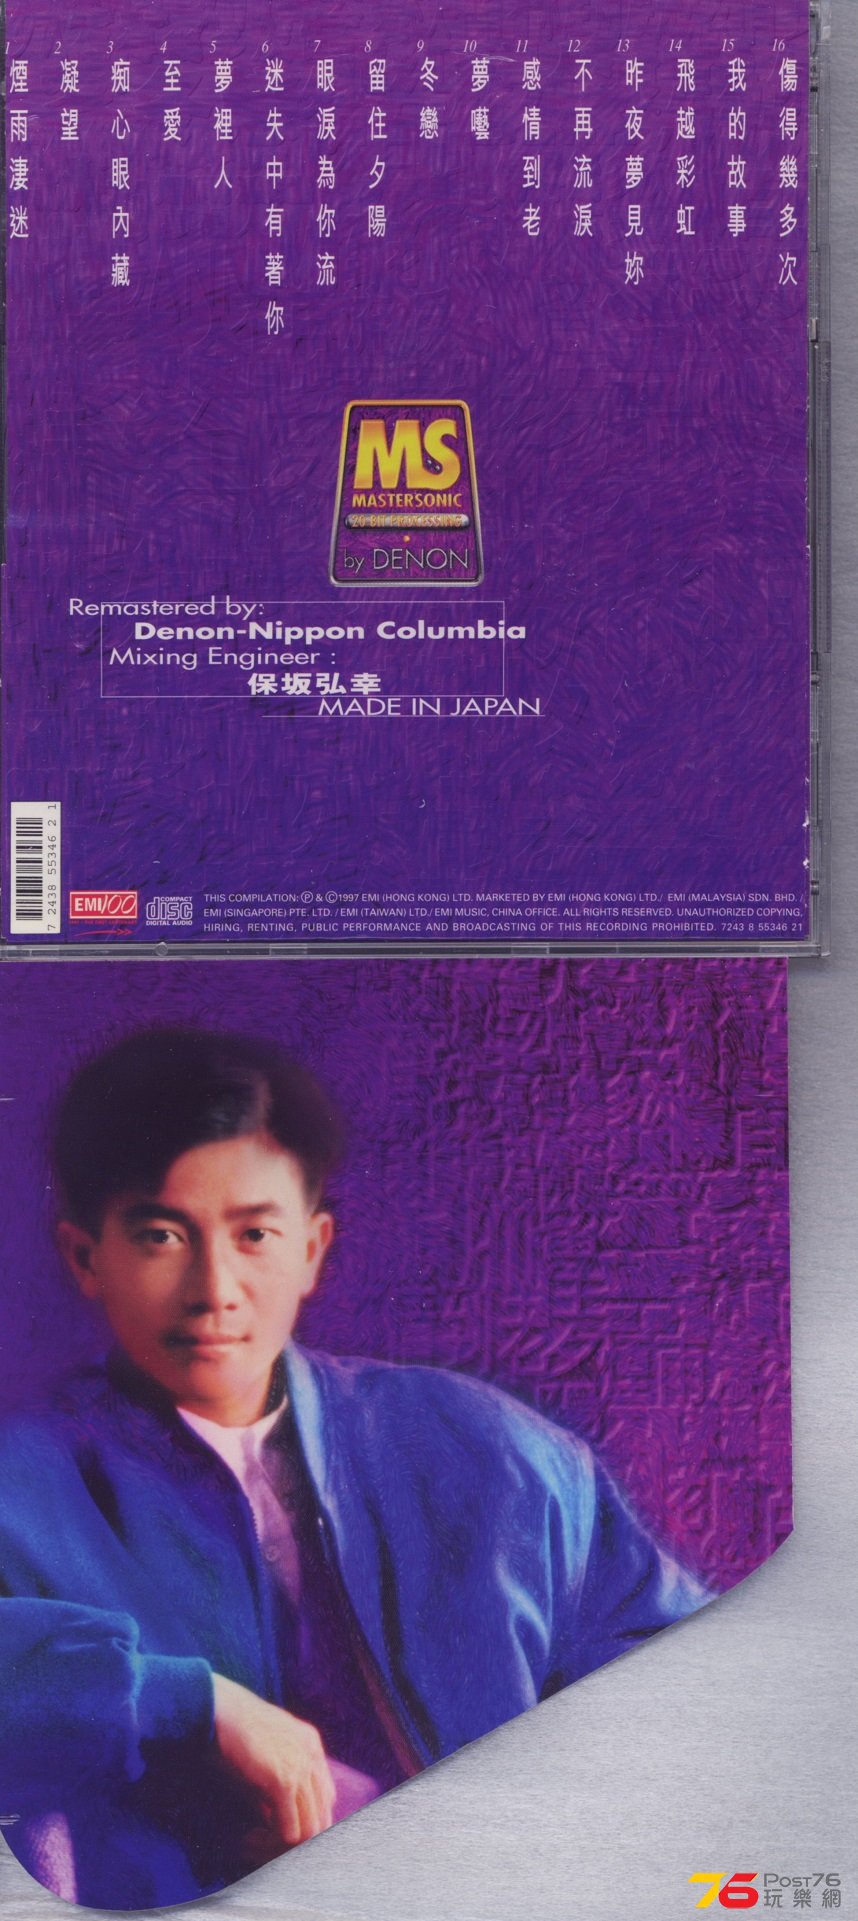 1 煙雨淒迷
2 凝望
3 痴心眼內藏
4 至愛
5 夢裡人
6 迷失中有著你
7 眼淚為你流
8 留住夕陽
9 冬戀
10 夢囈
11 感情到老
12 不再流淚
13 昨夜夢見妳
14 飛越彩虹
15 我的故事
16 傷得幾多次
MS
MASTERSONIC
20-BIT PROCESSING
by DENON
Remastered by:
Denon-Nippon Columbia
Mixing Engineer :
保坂弘幸
MADE IN JAPAN
7 2438 55346 2 1
EMI100
COMPACT
disc
DIGITAL AUDIO
THIS COMPILATION: Ⓟ & Ⓒ1997 EMI (HONG KONG) LTD. MARKETED BY EMI (HONG KONG) LTD./ EMI (MALAYSIA) SDN. BHD. /
EMI (SINGAPORE) PTE. LTD. / EMI (TAIWAN) LTD./ EMI MUSIC, CHINA OFFICE. ALL RIGHTS RESERVED. UNAUTHORIZED COPYING,
HIRING, RENTING, PUBLIC PERFORMANCE AND BROADCASTING OF THIS RECORDING PROHIBITED. 7243 8 55346 21
76 POST76
玩樂網